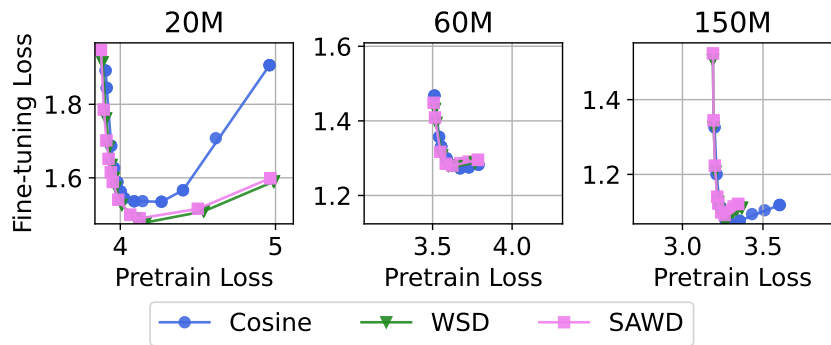 20M 60M 150M
Fine-tuning Loss
1.8
1.6
4 5
Pretrain Loss
1.6
1.4
1.2
3.5 4.0
Pretrain Loss
1.4
1.2
3.0 3.5
Pretrain Loss
Cosine WSD SAWD